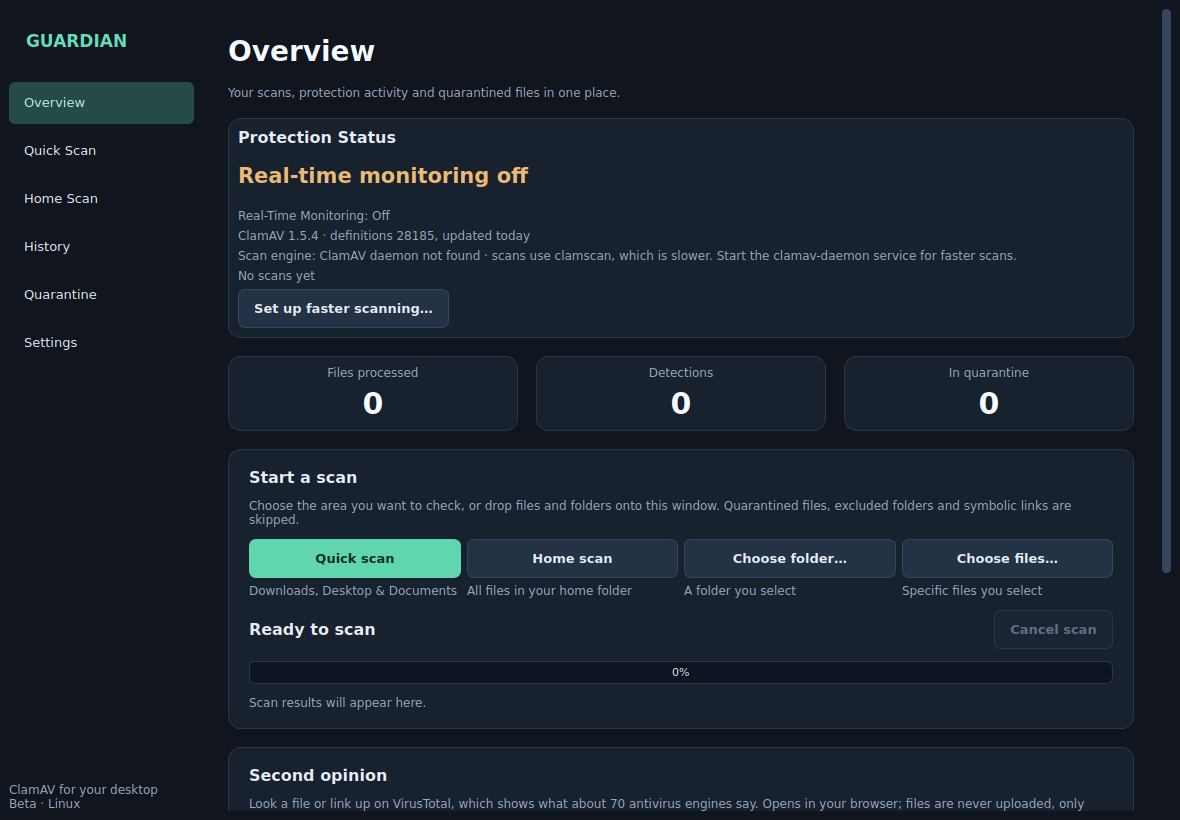 GUARDIAN
Overview
Quick Scan
Home Scan
History
Quarantine
Settings
ClamAV for your desktop
Beta · Linux
Overview
Your scans, protection activity and quarantined files in one place.
Protection Status
Real-time monitoring off
Real-Time Monitoring: Off
ClamAV 1.5.4 · definitions 28185, updated today
Scan engine: ClamAV daemon not found · scans use clamscan, which is slower. Start the clamav-daemon service for faster scans.
No scans yet
Set up faster scanning…
Files processed
0
Detections
0
In quarantine
0
Start a scan
Choose the area you want to check, or drop files and folders onto this window. Quarantined files, excluded folders and symbolic links are
skipped.
Quick scan
Home scan
Choose folder…
Choose files…
Downloads, Desktop & Documents
All files in your home folder
A folder you select
Specific files you select
Ready to scan
Cancel scan
0%
Scan results will appear here.
Second opinion
Look a file or link up on VirusTotal, which shows what about 70 antivirus engines say. Opens in your browser; files are never uploaded, only